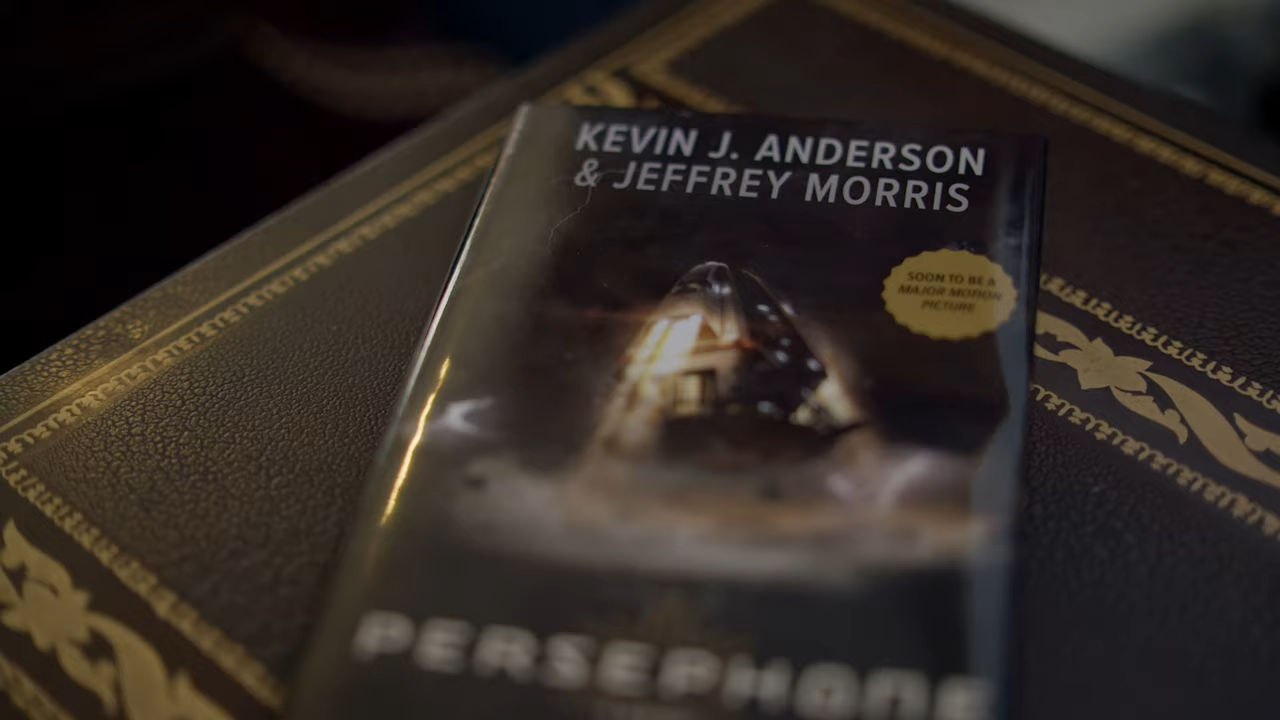 KEVIN J. ANDERSON
& JEFFREY MORRIS
SOON TO BE A
MAJOR MOTION
PICTURE
PERSEPHONE